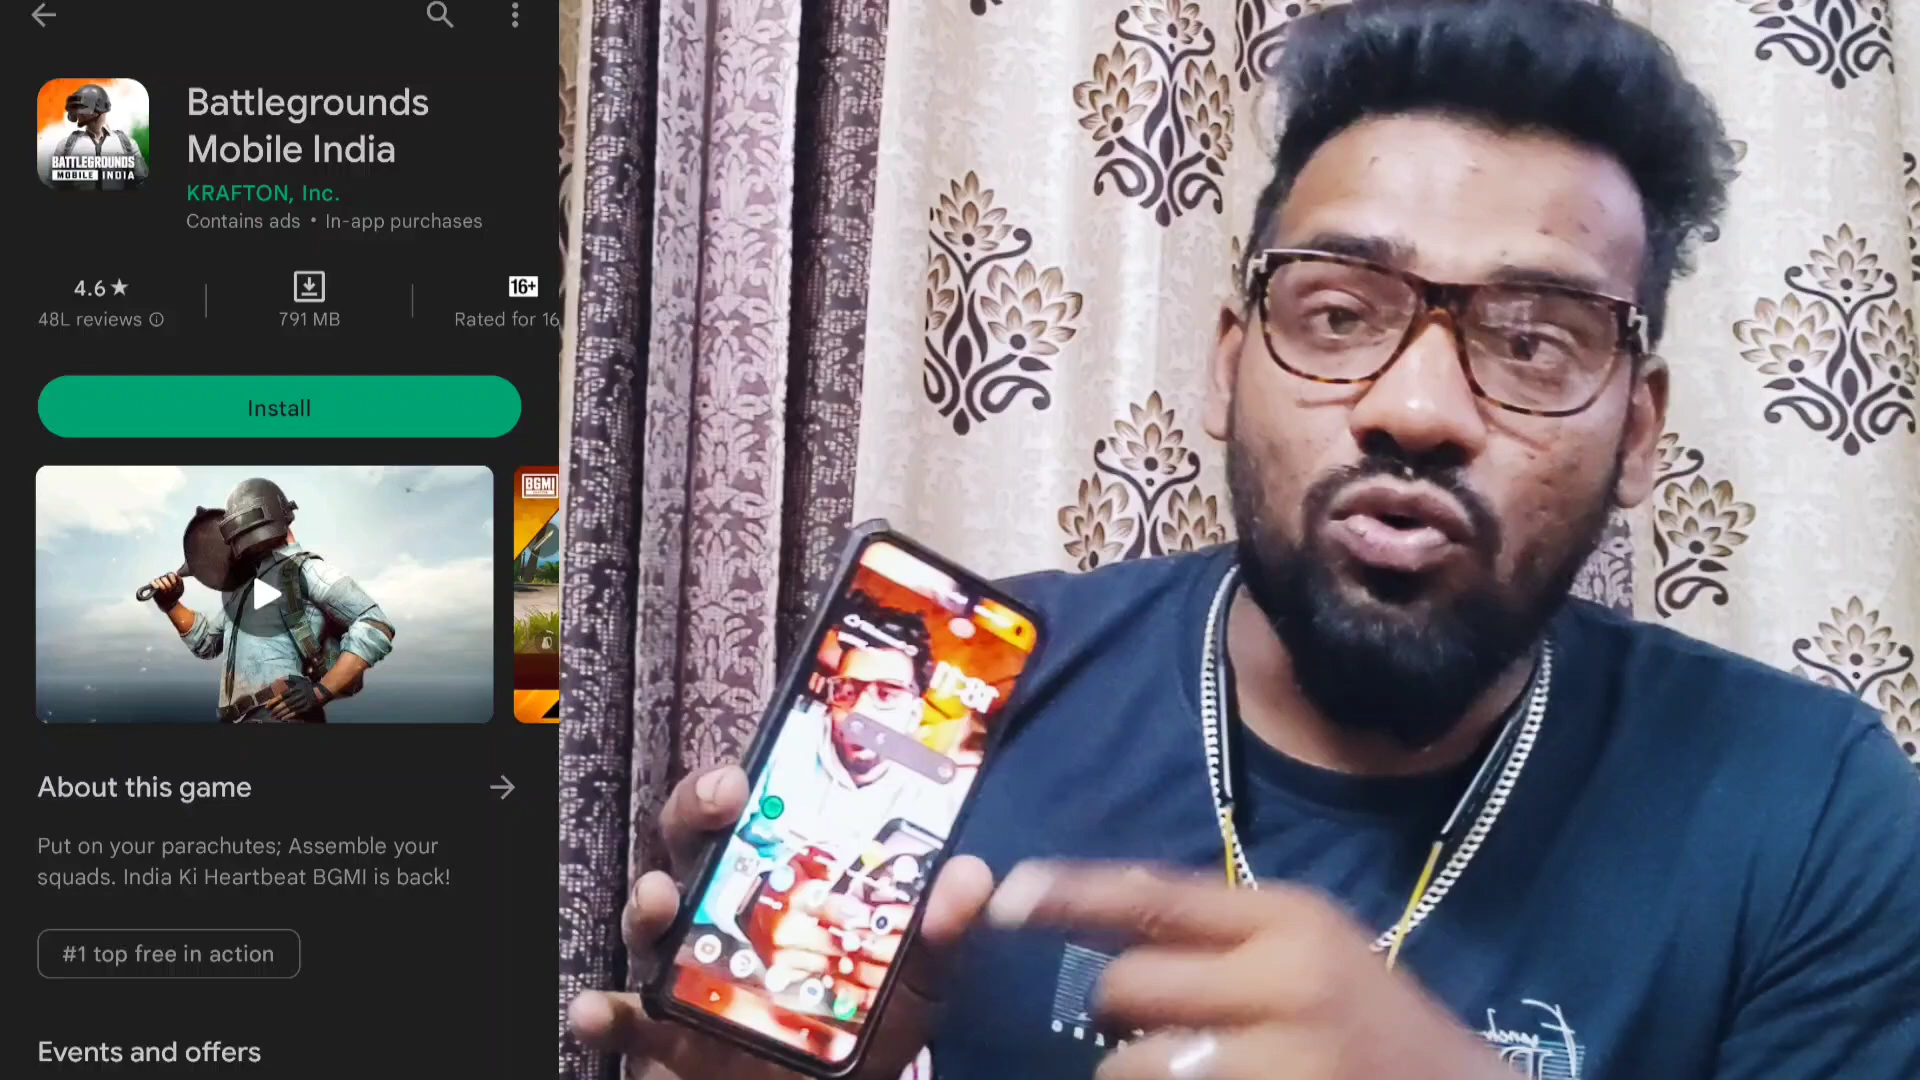 Battlegrounds
Mobile India
BATTLEGROUNDS
MOBILE INDIA
KRAFTON, Inc.
Contains ads • In-app purchases
4.6★
48L reviews
791 MB
16+
Rated for 16
Install
BGMI
About this game
Put on your parachutes; Assemble your
squads. India Ki Heartbeat BGMI is back!
#1 top free in action
Events and offers